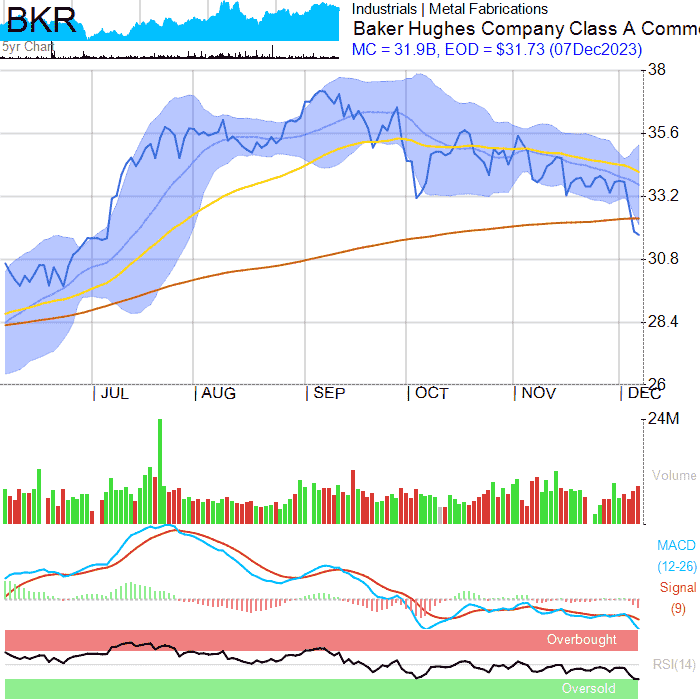 BKR
5yr Chart
Industrials | Metal Fabrications
Baker Hughes Company Class A Comm
MC = 31.9B, EOD = $31.73 (07Dec2023)
38
35.6
33.2
30.8
28.4
26
JUL AUG SEP OCT NOV DEC
24M
Volume
MACD
(12-26)
Signal
(9)
Overbought
RSI(14)
Oversold